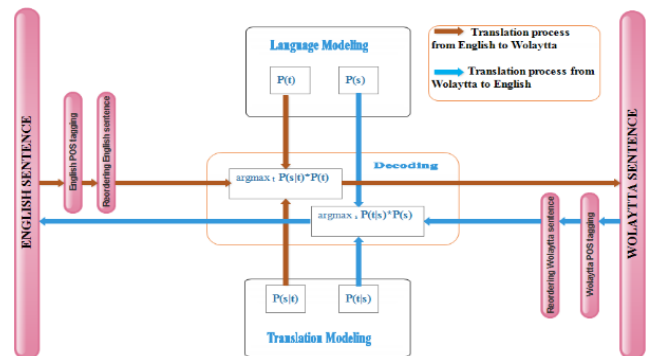 Translation process
from English to Wolaytta
Translation process from
Wolaytta to English
Language Modeling
P(t)
P(s)
Decoding
argmax t P(s|t)*P(t)
argmax s P(t|s)*P(s)
P(s|t)
P(t|s)
Translation Modeling
ENGLISH SENTENCE
English POS tagging
Reordering English sentence
Reordering Wolaytta sentence
Wolaytta POS tagging
WOLAYTTA SENTENCE